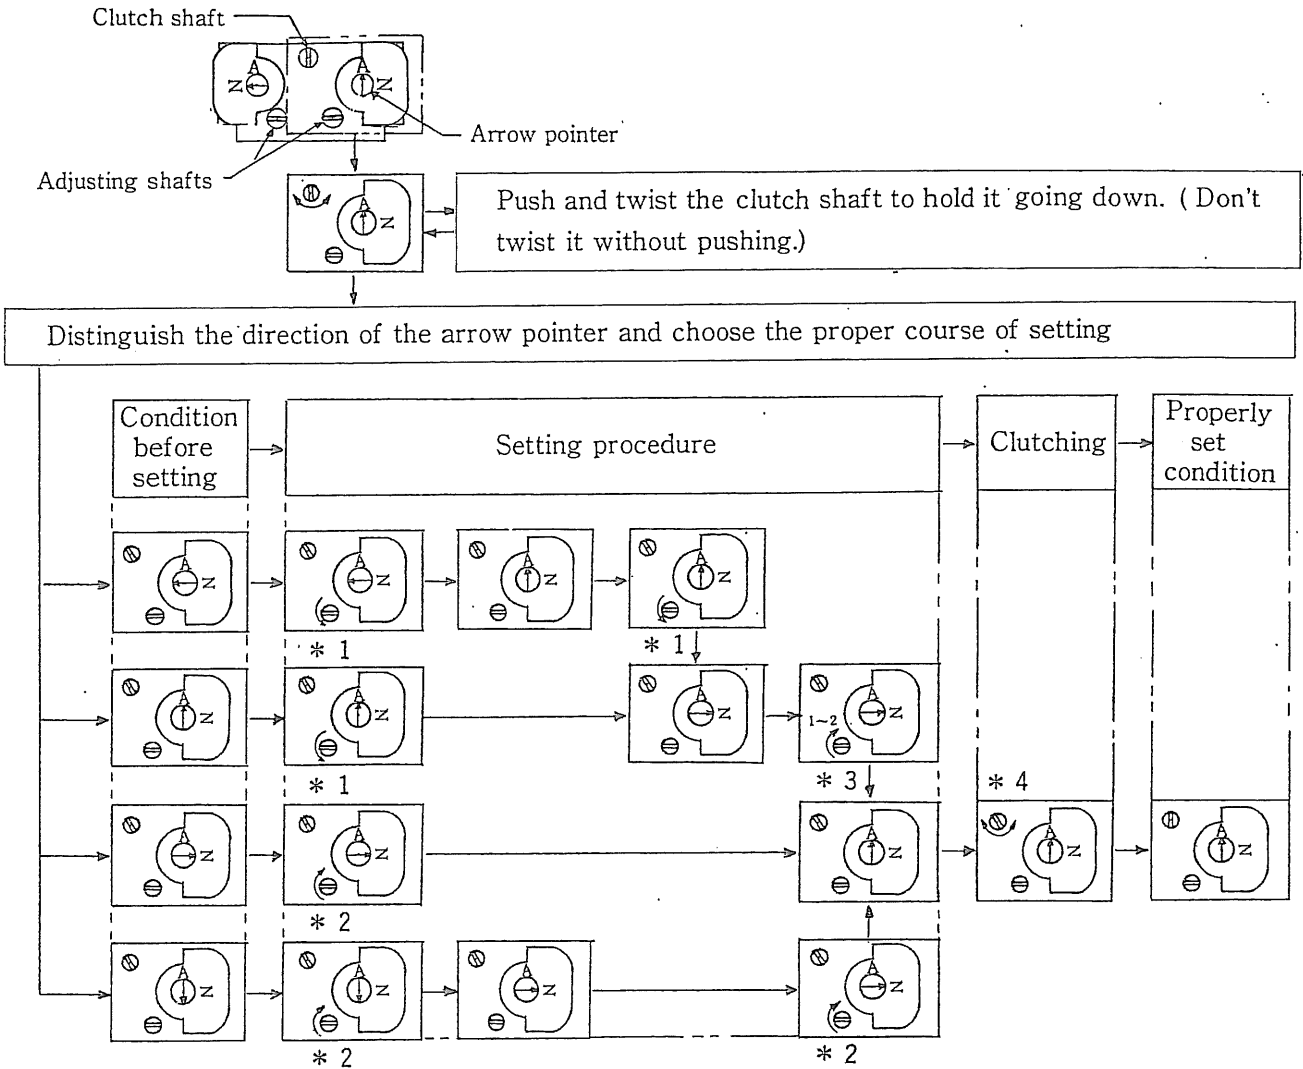 Clutch shaft
A
N
A
N
Arrow pointer
Adjusting shafts
A
N
Push and twist the clutch shaft to hold it going down. ( Don't
twist it without pushing.)
Distinguish the direction of the arrow pointer and choose the proper course of setting
Condition
before
setting
Setting procedure
Clutching
Properly
set
condition
A
N
A
N
A
N
A
N
* 1
* 1
A
N
A
N
A
N
A
N
1~2
* 1
* 3
* 4
A
N
A
N
A
N
A
N
A
N
* 2
A
N
A
N
A
N
A
N
* 2
* 2